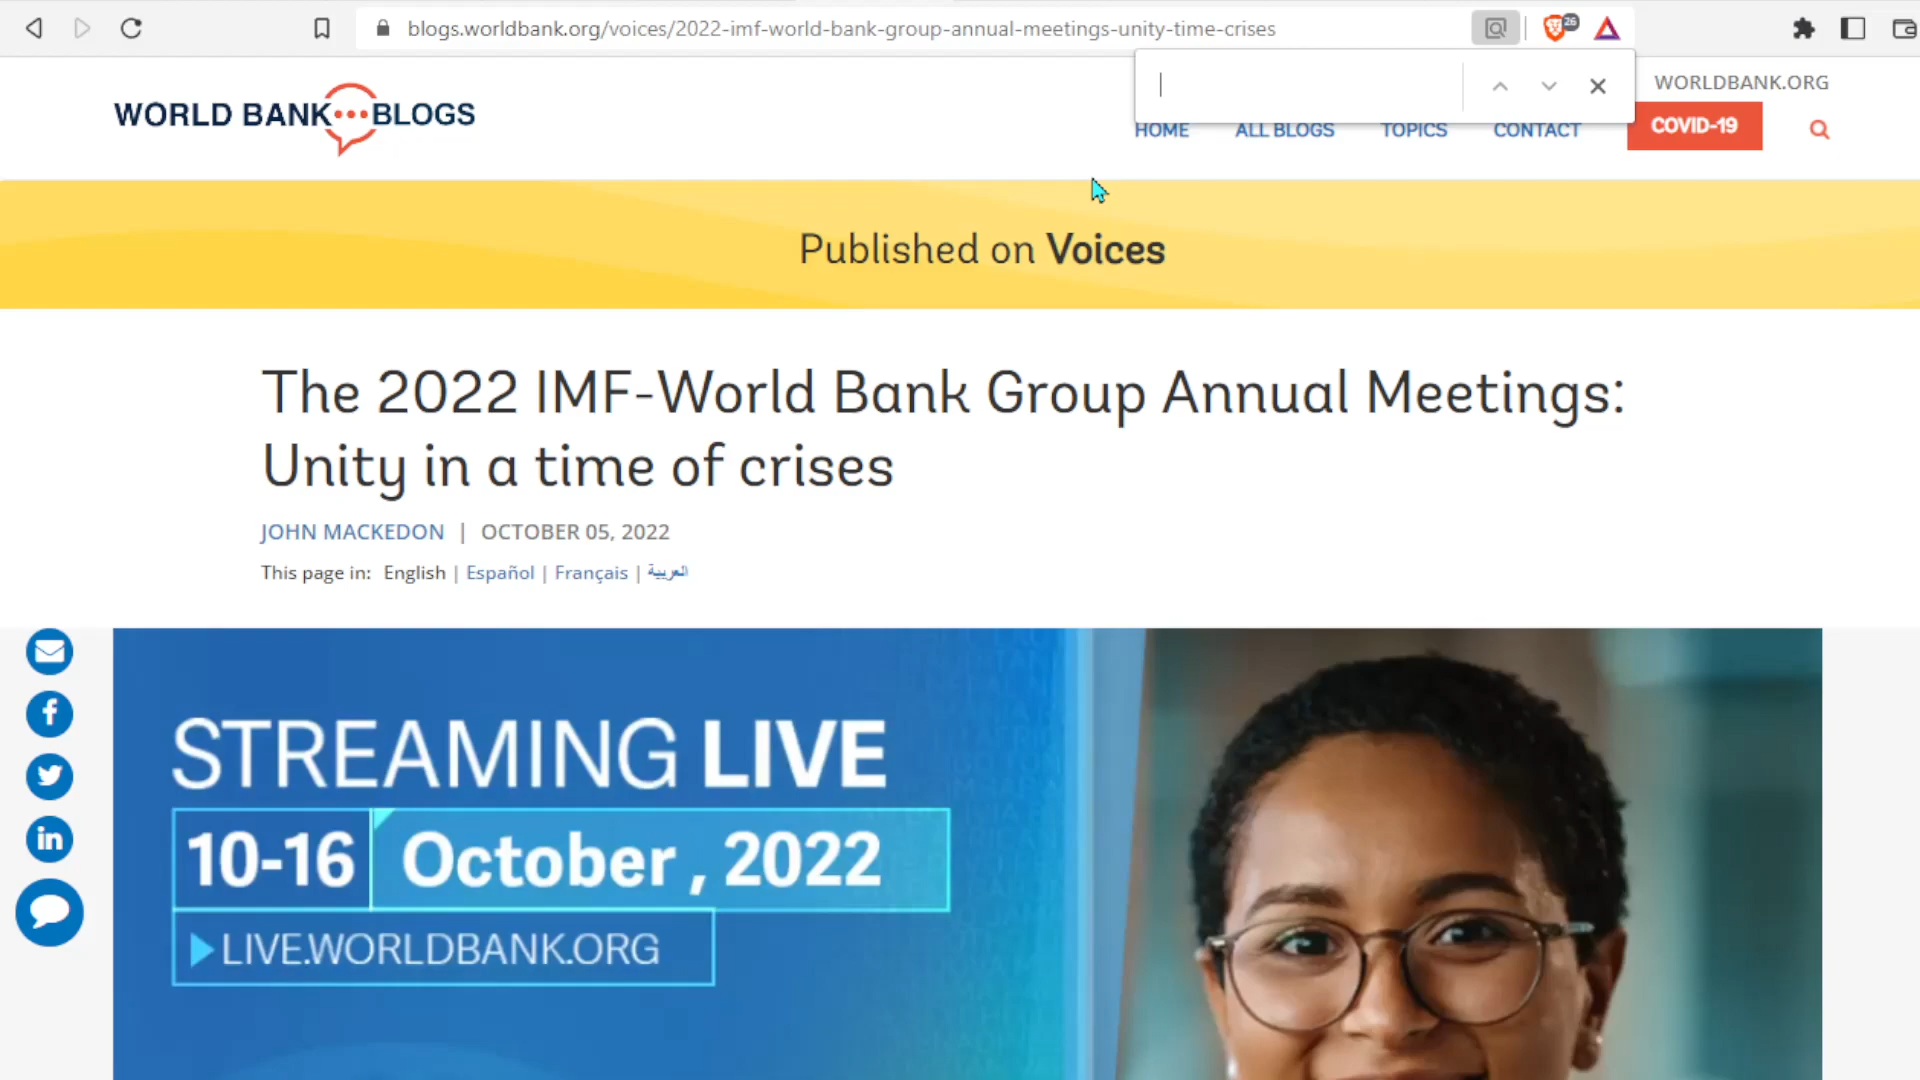 blogs.worldbank.org/voices/2022-imf-world-bank-group-annual-meetings-unity-time-crises
26
WORLD BANK BLOGS
WORLDBANK.ORG
HOME ALL BLOGS TOPICS CONTACT COVID-19
Published on Voices
The 2022 IMF-World Bank Group Annual Meetings:
Unity in a time of crises
JOHN MACKEDON | OCTOBER 05, 2022
This page in: English | Español | Français | العربية
STREAMING LIVE
10-16 October , 2022
LIVE.WORLDBANK.ORG